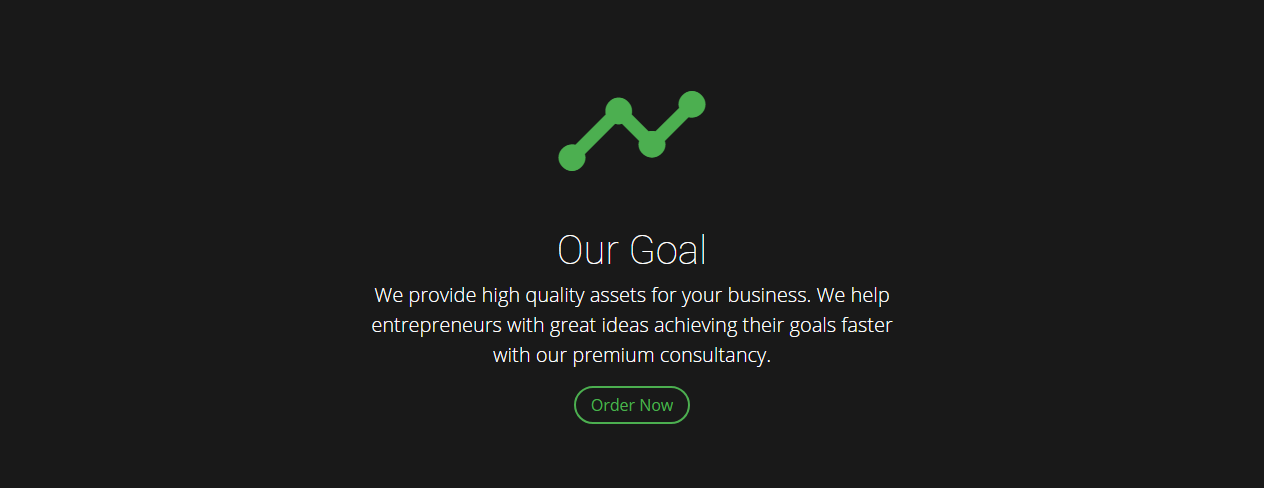 Our Goal
We provide high quality assets for your business. We help
entrepreneurs with great ideas achieving their goals faster
with our premium consultancy.
Order Now